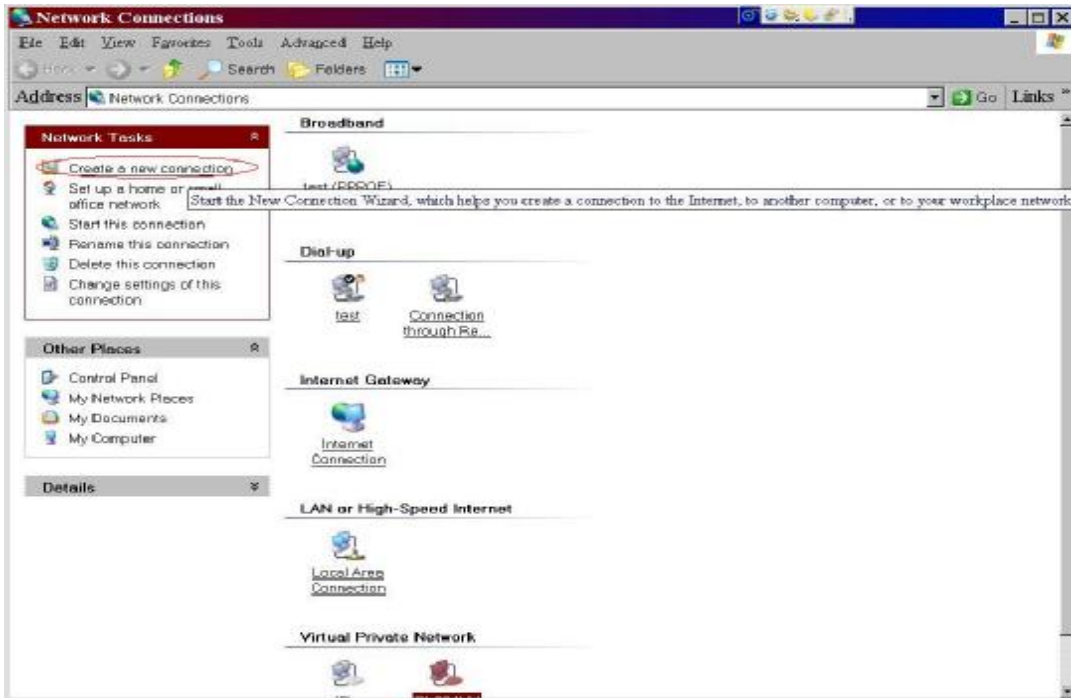 Network Connections
File Edit View Favorites Tools Advanced Help
Back Search Folders
Address Network Connections Go Links »
Network Tasks
Create a new connection
Set up a home or small
office network
Start this connection
Rename this connection
Delete this connection
Change settings of this
connection
Other Places
Control Panel
My Network Places
My Documents
My Computer
Details
Broadband
test (PPPOE)
Start the New Connection Wizard, which helps you create a connection to the Internet, to another computer, or to your workplace network
Dial-up
test
Connection
through Re...
Internet Gateway
Internet
Connection
LAN or High-Speed Internet
Local Area
Connection
Virtual Private Network